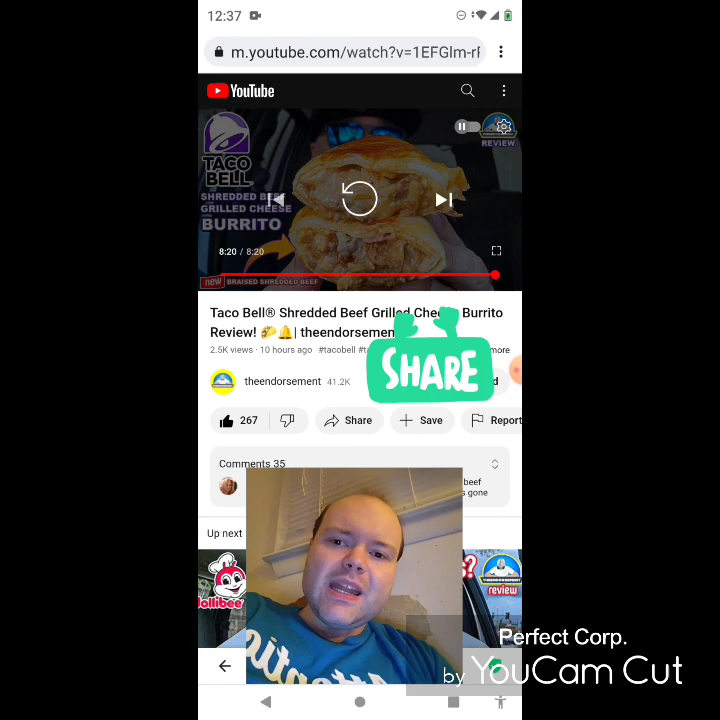 12:37
m.youtube.com/watch?v=1EFGlm-r
YouTube
TACO
BELL
REVIEW
SHREDDED BEEF
GRILLED CHEESE
BURRITO
8:20 / 8:20
new BRAISED SHREDDED BEEF
Taco Bell® Shredded Beef Grilled Burrito
Review! 🌮🔔| theendorsement
2.5K views · 10 hours ago #tacobell more
SHARE
theendorsement 41.2K
267 Share Save Report
Comments 35
beef
gone
Up next
Jollibee
?
review
Perfect Corp.
by YouCam Cut